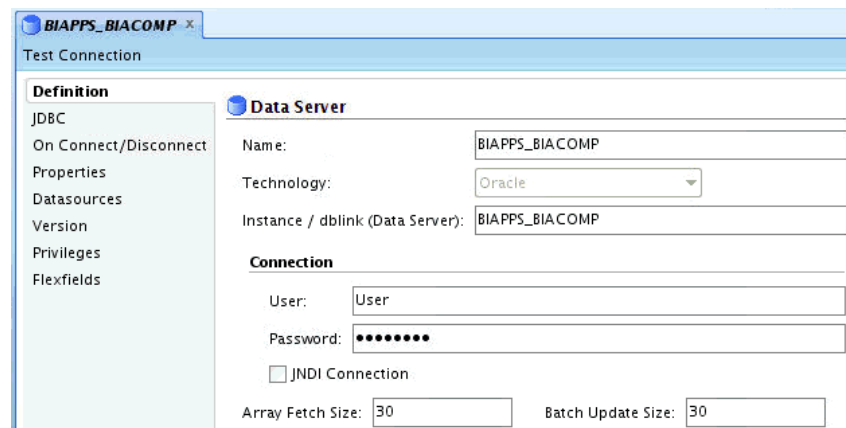 BIAPPS_BIACOMP x
Test Connection
Definition
JDBC
On Connect/Disconnect
Properties
Datasources
Version
Privileges
Flexfields
Data Server
Name: BIAPPS_BIACOMP
Technology: Oracle
Instance / dblink (Data Server): BIAPPS_BIACOMP
Connection
User: User
Password: ••••••••
JNDI Connection
Array Fetch Size: 30 Batch Update Size: 30